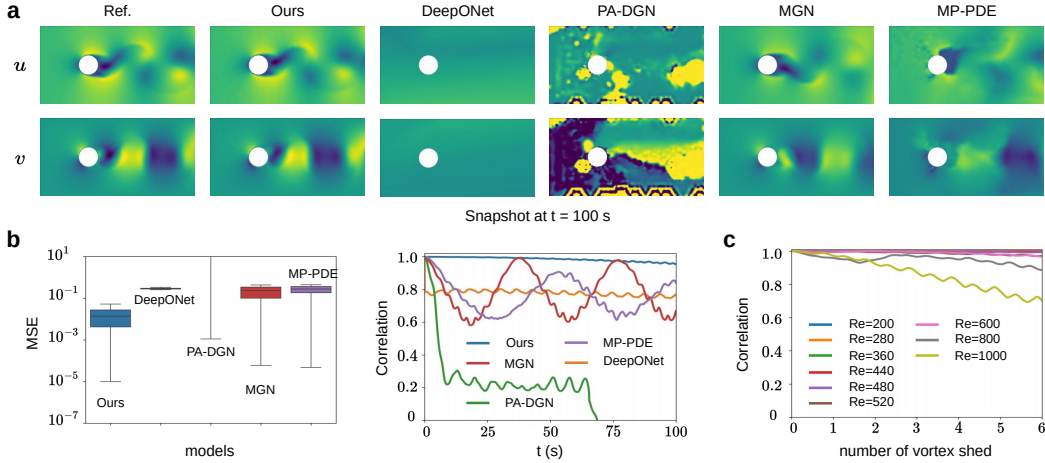 a
Ref. Ours DeepONet PA-DGN MGN MP-PDE
u
v
Snapshot at t = 100 s
b
MSE
10^1
10^-1
10^-3
10^-5
10^-7
Ours
DeepONet
PA-DGN
MGN
MP-PDE
models
Correlation
1.0
0.8
0.6
0.4
0.2
0
0 25 50 75 100
t (s)
Ours MP-PDE
MGN DeepONet
PA-DGN
c
Correlation
1.0
0.8
0.6
0.4
0.2
0
0 1 2 3 4 5 6
number of vortex shed
Re=200 Re=600
Re=280 Re=800
Re=360 Re=1000
Re=440
Re=480
Re=520